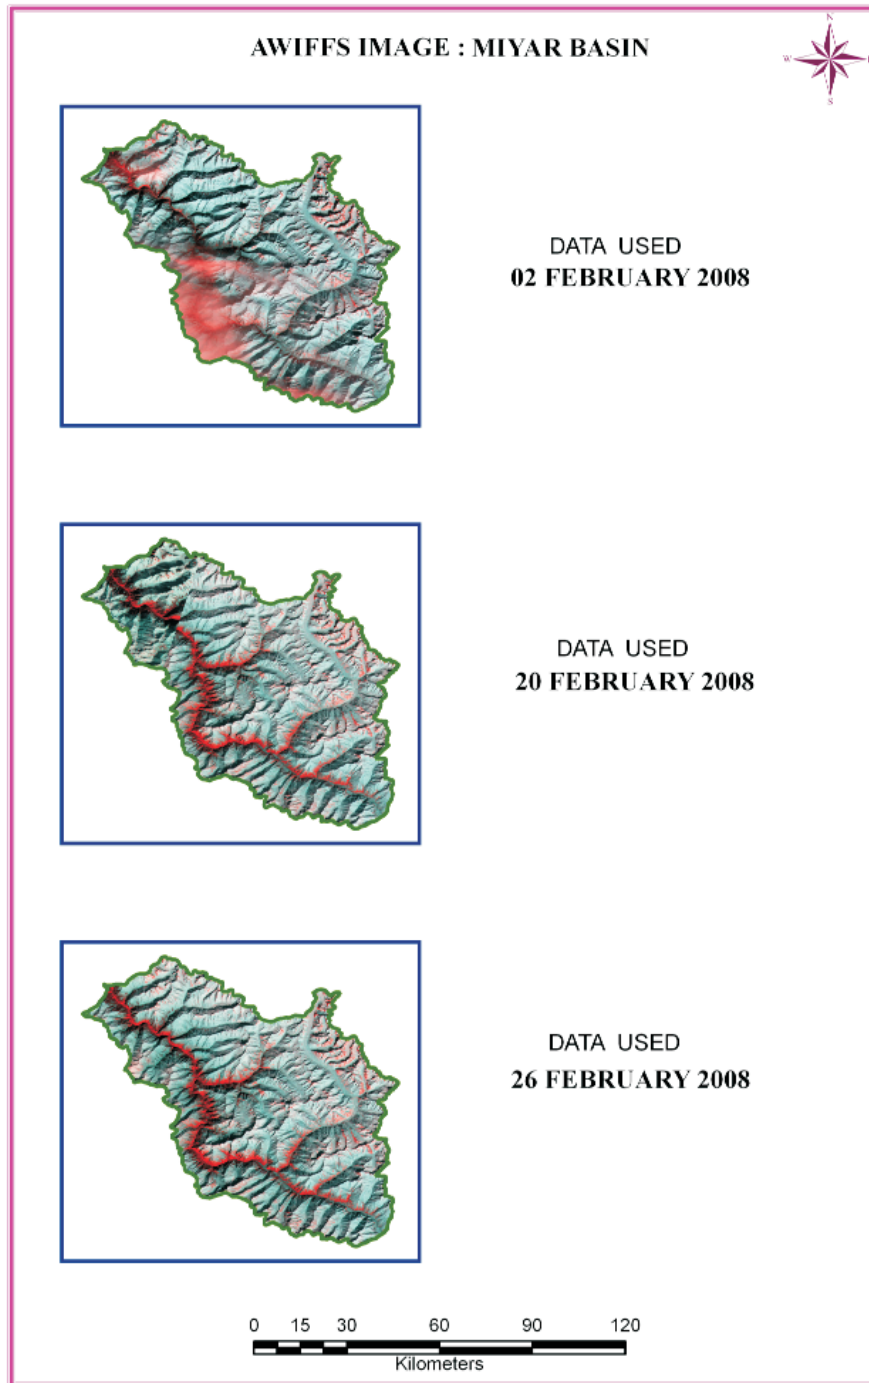 AWIFFS IMAGE : MIYAR BASIN
N
W
S
DATA USED
02 FEBRUARY 2008
DATA USED
20 FEBRUARY 2008
DATA USED
26 FEBRUARY 2008
0 15 30 60 90 120
Kilometers